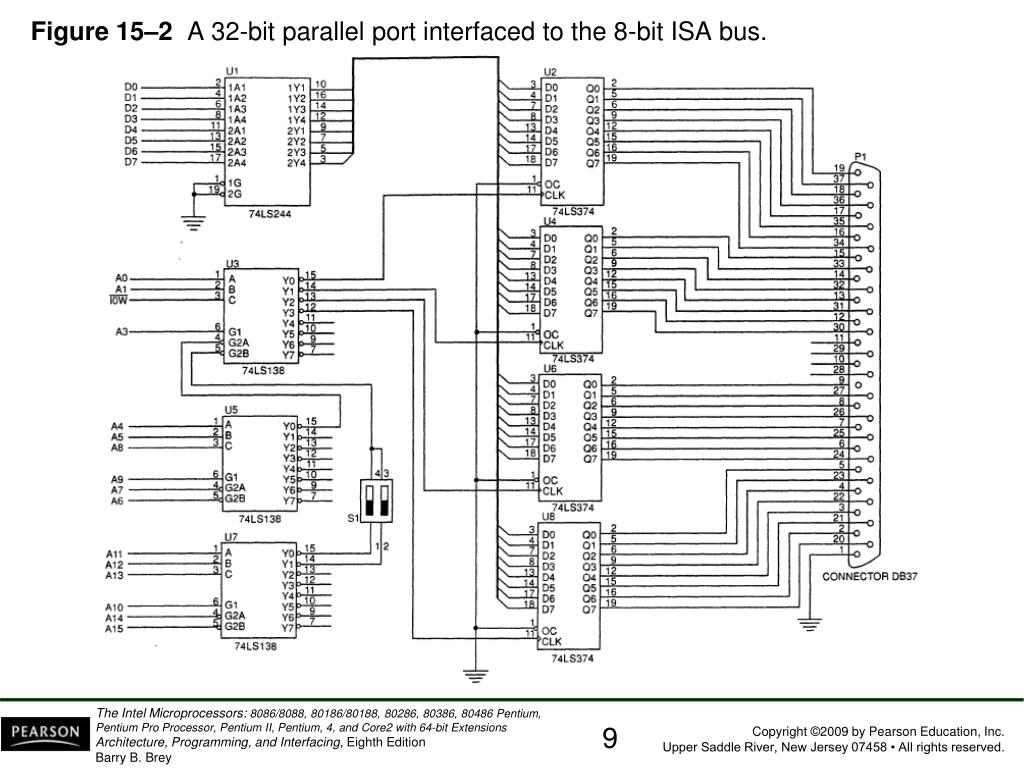 Figure 15–2 A 32-bit parallel port interfaced to the 8-bit ISA bus.
U1
D0 2 1A1 1Y1 10
D1 4 1A2 1Y2 16
D2 6 1A3 1Y3 14
D3 8 1A4 1Y4 12
D4 11 2A1 2Y1 9
D5 13 2A2 2Y2 7
D6 15 2A3 2Y3 5
D7 17 2A4 2Y4 3
1 1G
19 2G
74LS244
U2
3 D0 Q0 2
4 D1 Q1 5
7 D2 Q2 6
8 D3 Q3 9
13 D4 Q4 12
14 D5 Q5 15
17 D6 Q6 16
18 D7 Q7 19
1 OC
11 CLK
74LS374
U3
A0 1 A Y0 15
A1 2 B Y1 14
I0W 3 C Y2 13
Y3 12
Y4 11
A3 6 G1 Y5 10
4 G2A Y6 9
5 G2B Y7 7
74LS138
U4
3 D0 Q0 2
4 D1 Q1 5
7 D2 Q2 6
8 D3 Q3 9
13 D4 Q4 12
14 D5 Q5 15
17 D6 Q6 16
18 D7 Q7 19
1 OC
11 CLK
74LS374
U5
A4 1 A Y0 15
A5 2 B Y1 14
A8 3 C Y2 13
Y3 12
Y4 11
A9 6 G1 Y5 10
A7 4 G2A Y6 9
A6 5 G2B Y7 7
74LS138
4 3
S1
1 2
U6
3 D0 Q0 2
4 D1 Q1 5
7 D2 Q2 6
8 D3 Q3 9
13 D4 Q4 12
14 D5 Q5 15
17 D6 Q6 16
18 D7 Q7 19
1 OC
11 CLK
74LS374
U7
A11 1 A Y0 15
A12 2 B Y1 14
A13 3 C Y2 13
Y3 12
Y4 11
A10 6 G1 Y5 10
A14 4 G2A Y6 9
A15 5 G2B Y7 7
74LS138
U8
3 D0 Q0 2
4 D1 Q1 5
7 D2 Q2 6
8 D3 Q3 9
13 D4 Q4 12
14 D5 Q5 15
17 D6 Q6 16
18 D7 Q7 19
1 OC
11 CLK
74LS374
P1
19
37
18
36
17
35
16
34
15
33
14
32
13
31
12
30
11
29
10
28
9
27
8
26
7
25
6
24
5
23
4
22
3
21
2
20
1
CONNECTOR DB37
PEARSON
The Intel Microprocessors: 8086/8088, 80186/80188, 80286, 80386, 80486 Pentium,
Pentium Pro Processor, Pentium II, Pentium, 4, and Core2 with 64-bit Extensions
Architecture, Programming, and Interfacing, Eighth Edition
Barry B. Brey
9
Copyright ©2009 by Pearson Education, Inc.
Upper Saddle River, New Jersey 07458 • All rights reserved.